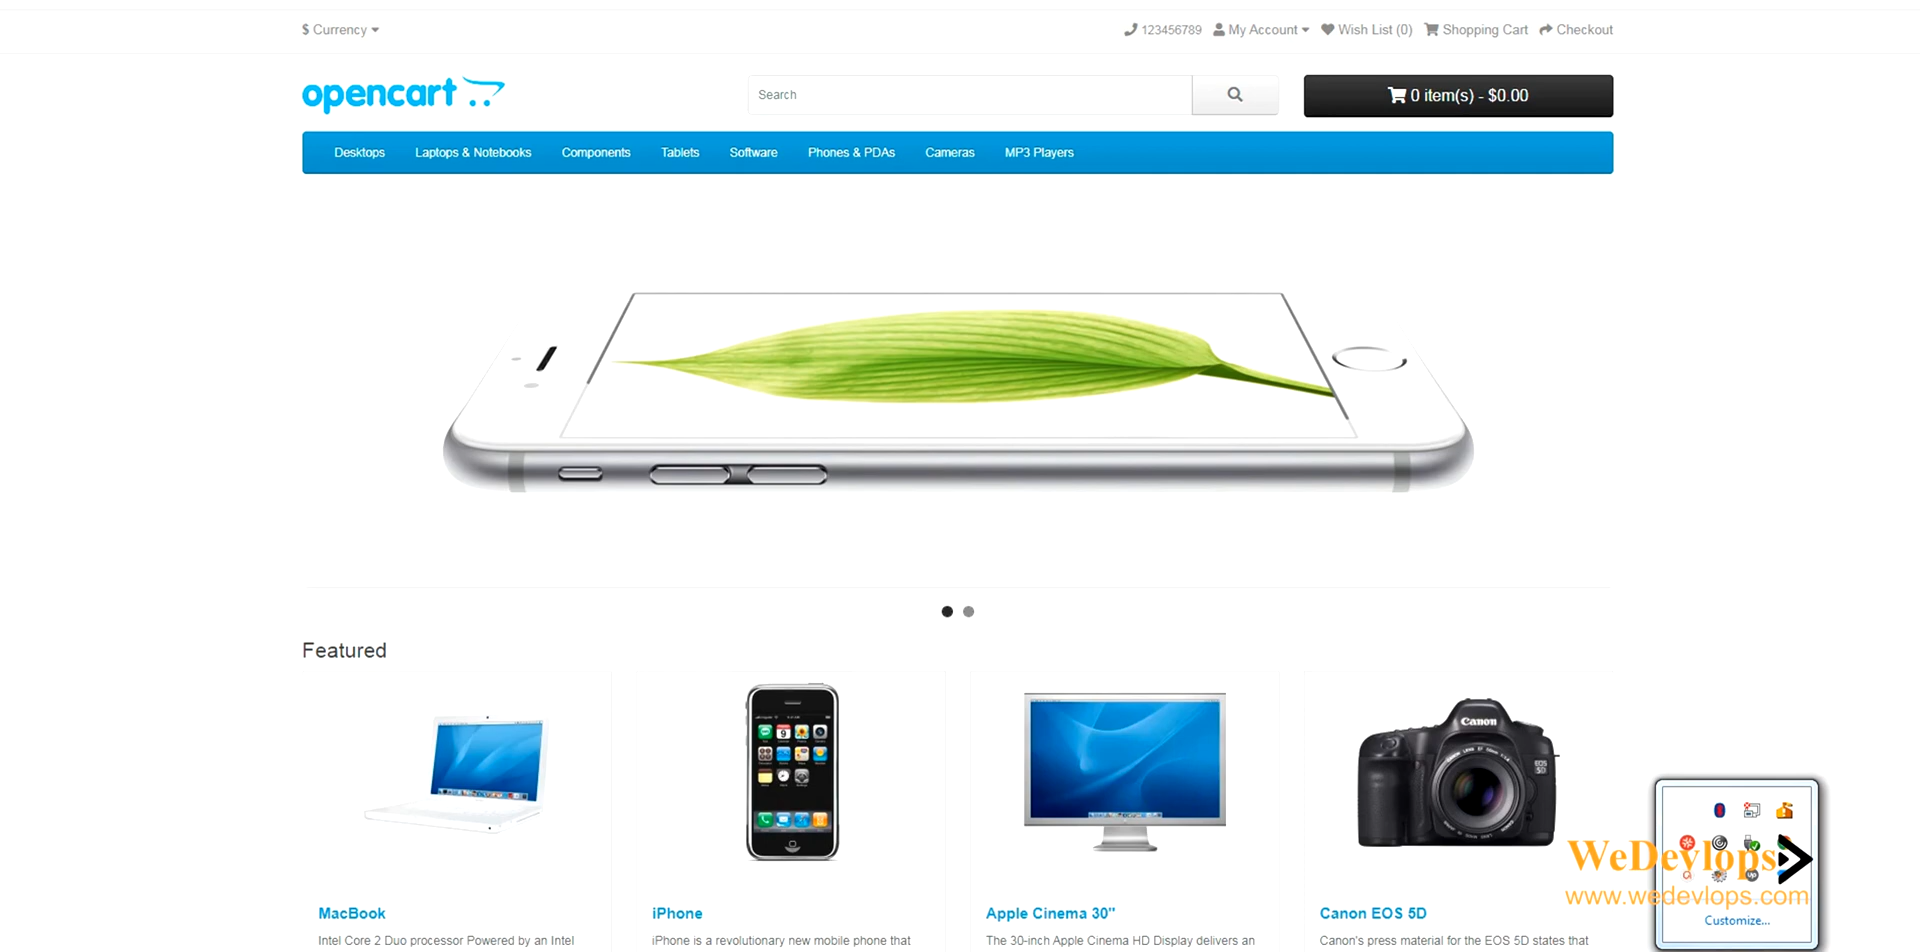 $ Currency
123456789 My Account Wish List (0) Shopping Cart Checkout
opencart
Search
0 item(s) - $0.00
Desktops Laptops & Notebooks Components Tablets Software Phones & PDAs Cameras MP3 Players
Featured
Canon
EOS
5D
MacBook
Intel Core 2 Duo processor Powered by an Intel
iPhone
iPhone is a revolutionary new mobile phone that
Apple Cinema 30"
The 30-inch Apple Cinema HD Display delivers an
Canon EOS 5D
Canon's press material for the EOS 5D states that
WeDevlops
www.wedevlops.com
Customize...